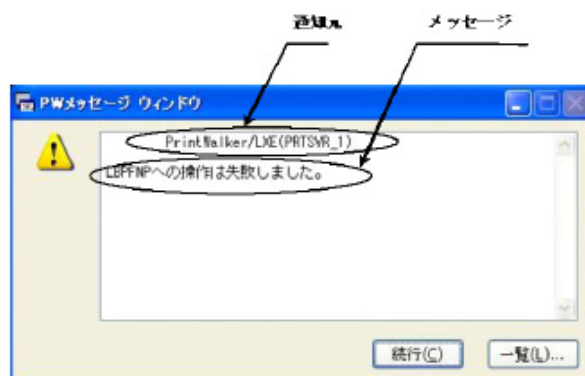 通知元
メッセージ
PWメッセージ ウィンドウ
PrintWalker/LXE(PRTSVR_1)
LBPFNPへの操作は失敗しました。
続行(C)
一覧(L)...